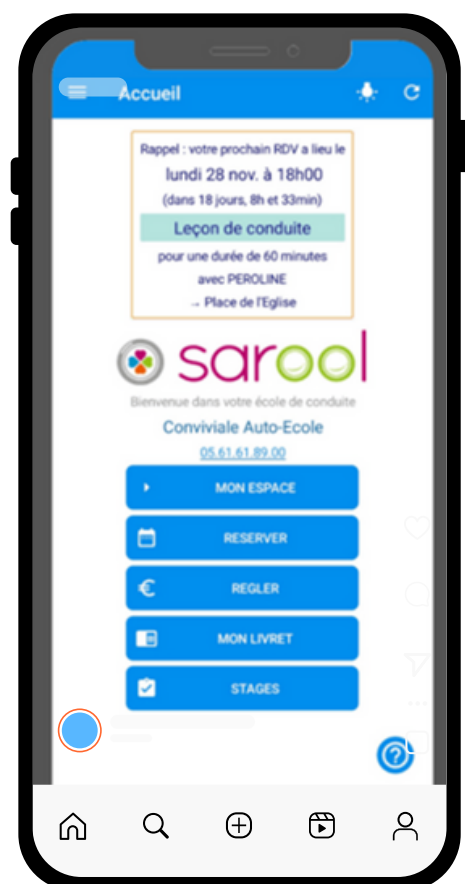 Accueil
Rappel : votre prochain RDV a lieu le
lundi 28 nov. à 18h00
(dans 18 jours, 8h et 33min)
Leçon de conduite
pour une durée de 60 minutes
avec PEROLINE
→ Place de l'Eglise
sarool
Bienvenue dans votre école de conduite
Conviviale Auto-Ecole
05.61.61.89.00
MON ESPACE
RESERVER
REGLER
MON LIVRET
STAGES